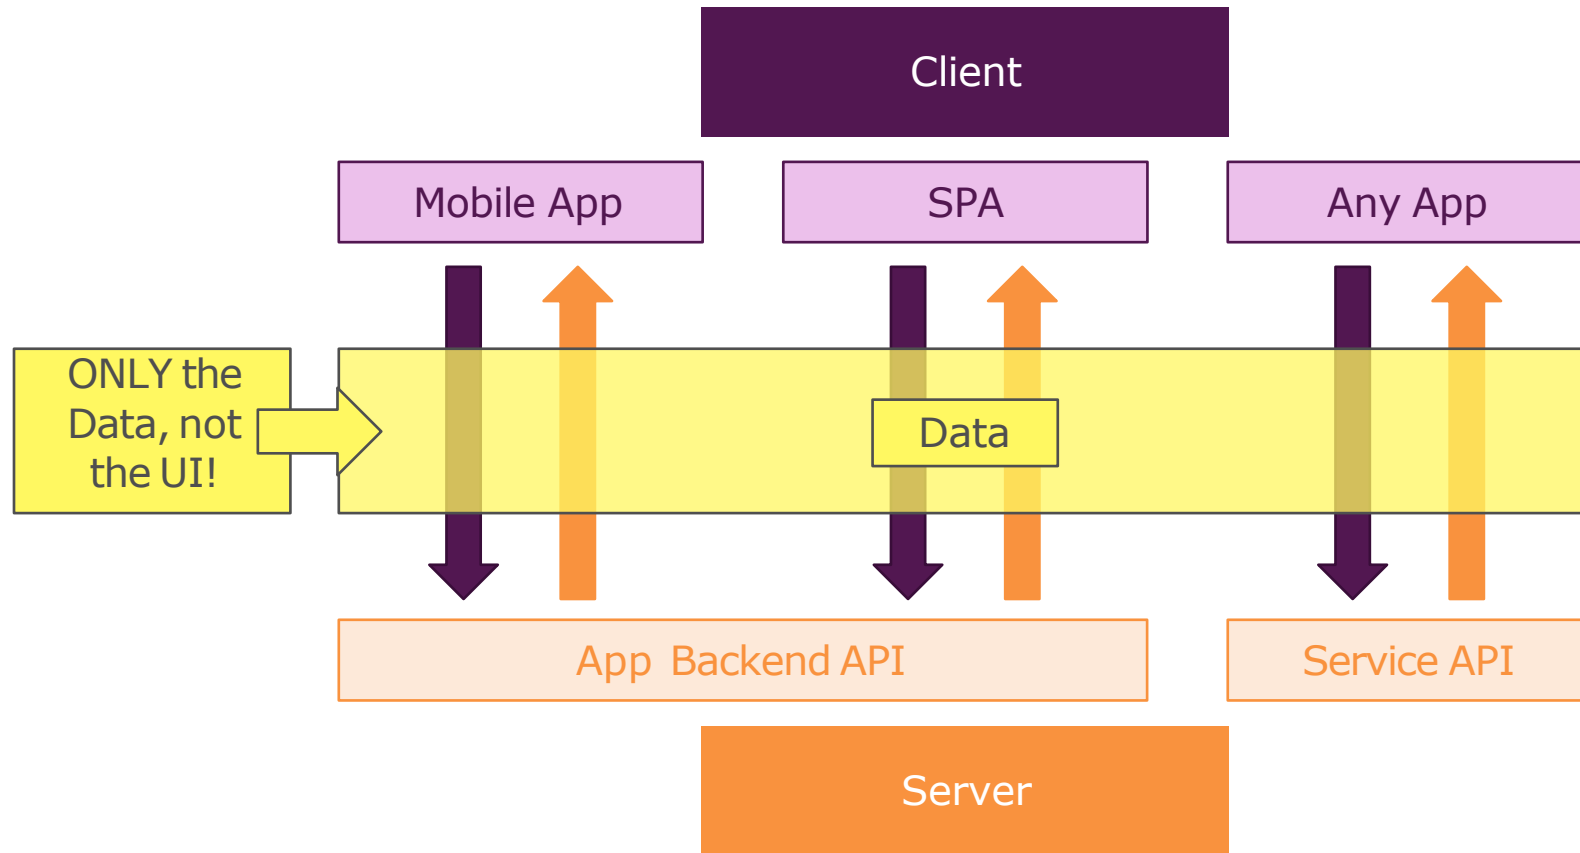 Client
Mobile App
SPA
Any App
ONLY the
Data, not
the UI!
Data
App Backend API
Service API
Server